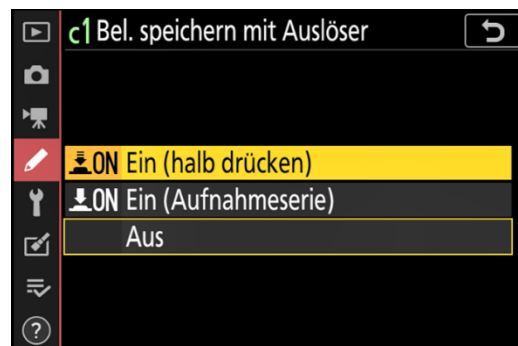 c1 Bel. speichern mit Auslöser
ON Ein (halb drücken)
ON Ein (Aufnahmeserie)
Aus
?